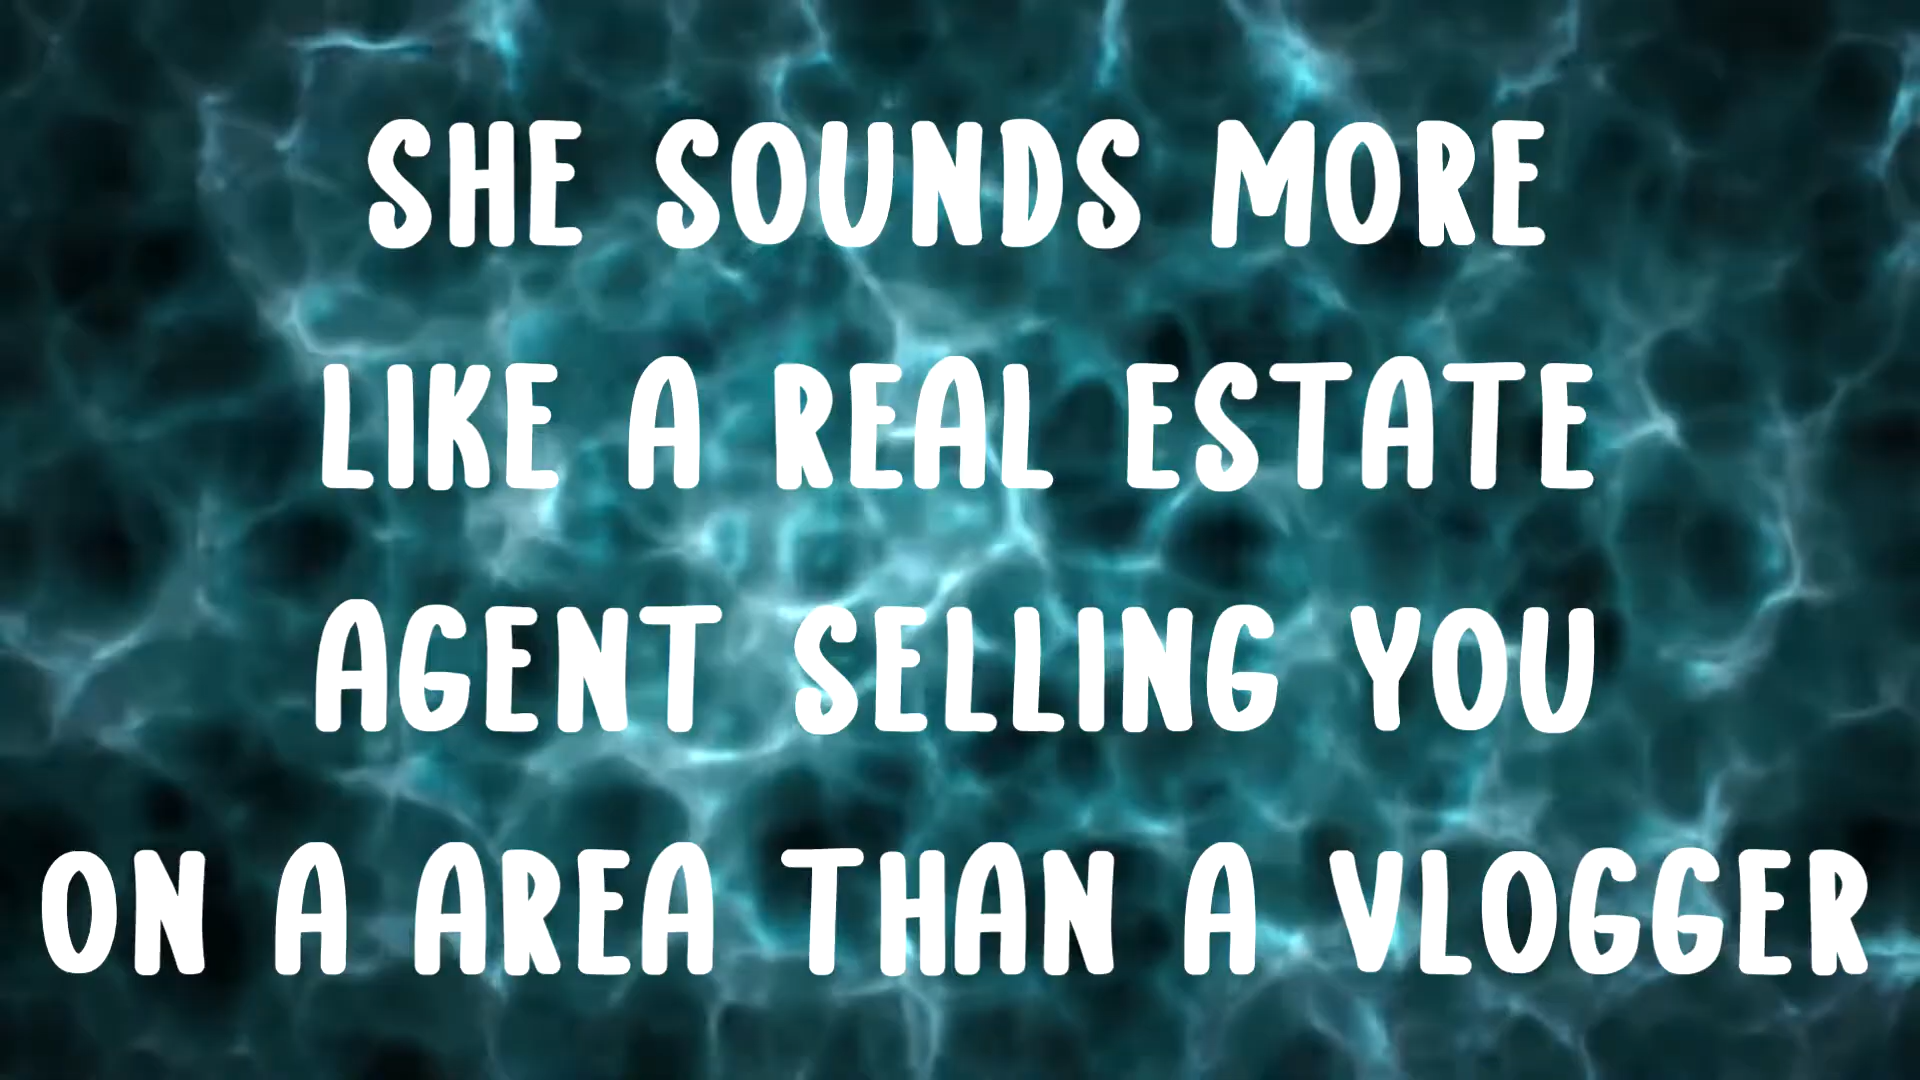 SHE SOUNDS MORE
LIKE A REAL ESTATE
AGENT SELLING YOU
ON A AREA THAN A VLOGGER